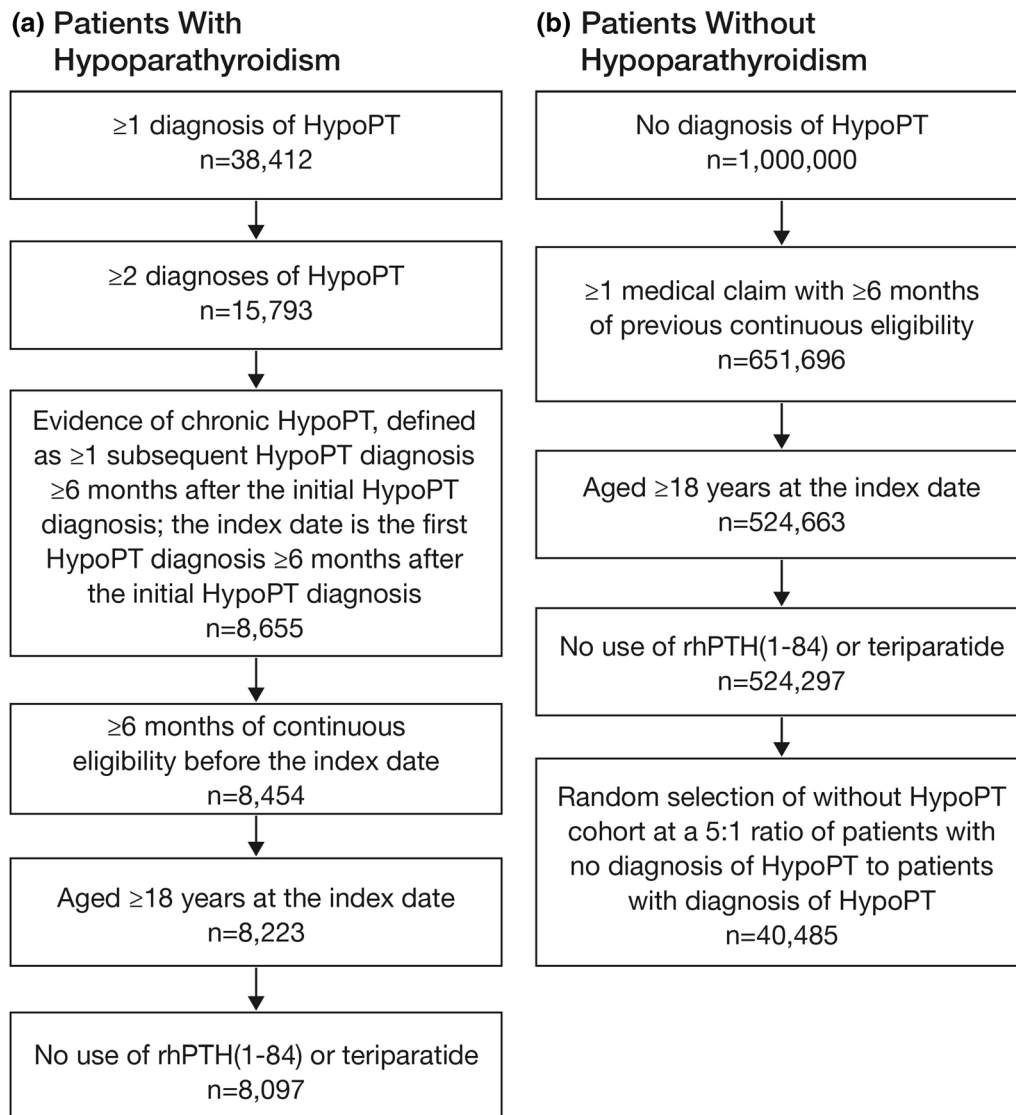 (a) Patients With
Hypoparathyroidism
≥1 diagnosis of HypoPT
n=38,412
≥2 diagnoses of HypoPT
n=15,793
Evidence of chronic HypoPT, defined
as ≥1 subsequent HypoPT diagnosis
≥6 months after the initial HypoPT
diagnosis; the index date is the first
HypoPT diagnosis ≥6 months after
the initial HypoPT diagnosis
n=8,655
≥6 months of continuous
eligibility before the index date
n=8,454
Aged ≥18 years at the index date
n=8,223
No use of rhPTH(1-84) or teriparatide
n=8,097
(b) Patients Without
Hypoparathyroidism
No diagnosis of HypoPT
n=1,000,000
≥1 medical claim with ≥6 months
of previous continuous eligibility
n=651,696
Aged ≥18 years at the index date
n=524,663
No use of rhPTH(1-84) or teriparatide
n=524,297
Random selection of without HypoPT
cohort at a 5:1 ratio of patients with
no diagnosis of HypoPT to patients
with diagnosis of HypoPT
n=40,485